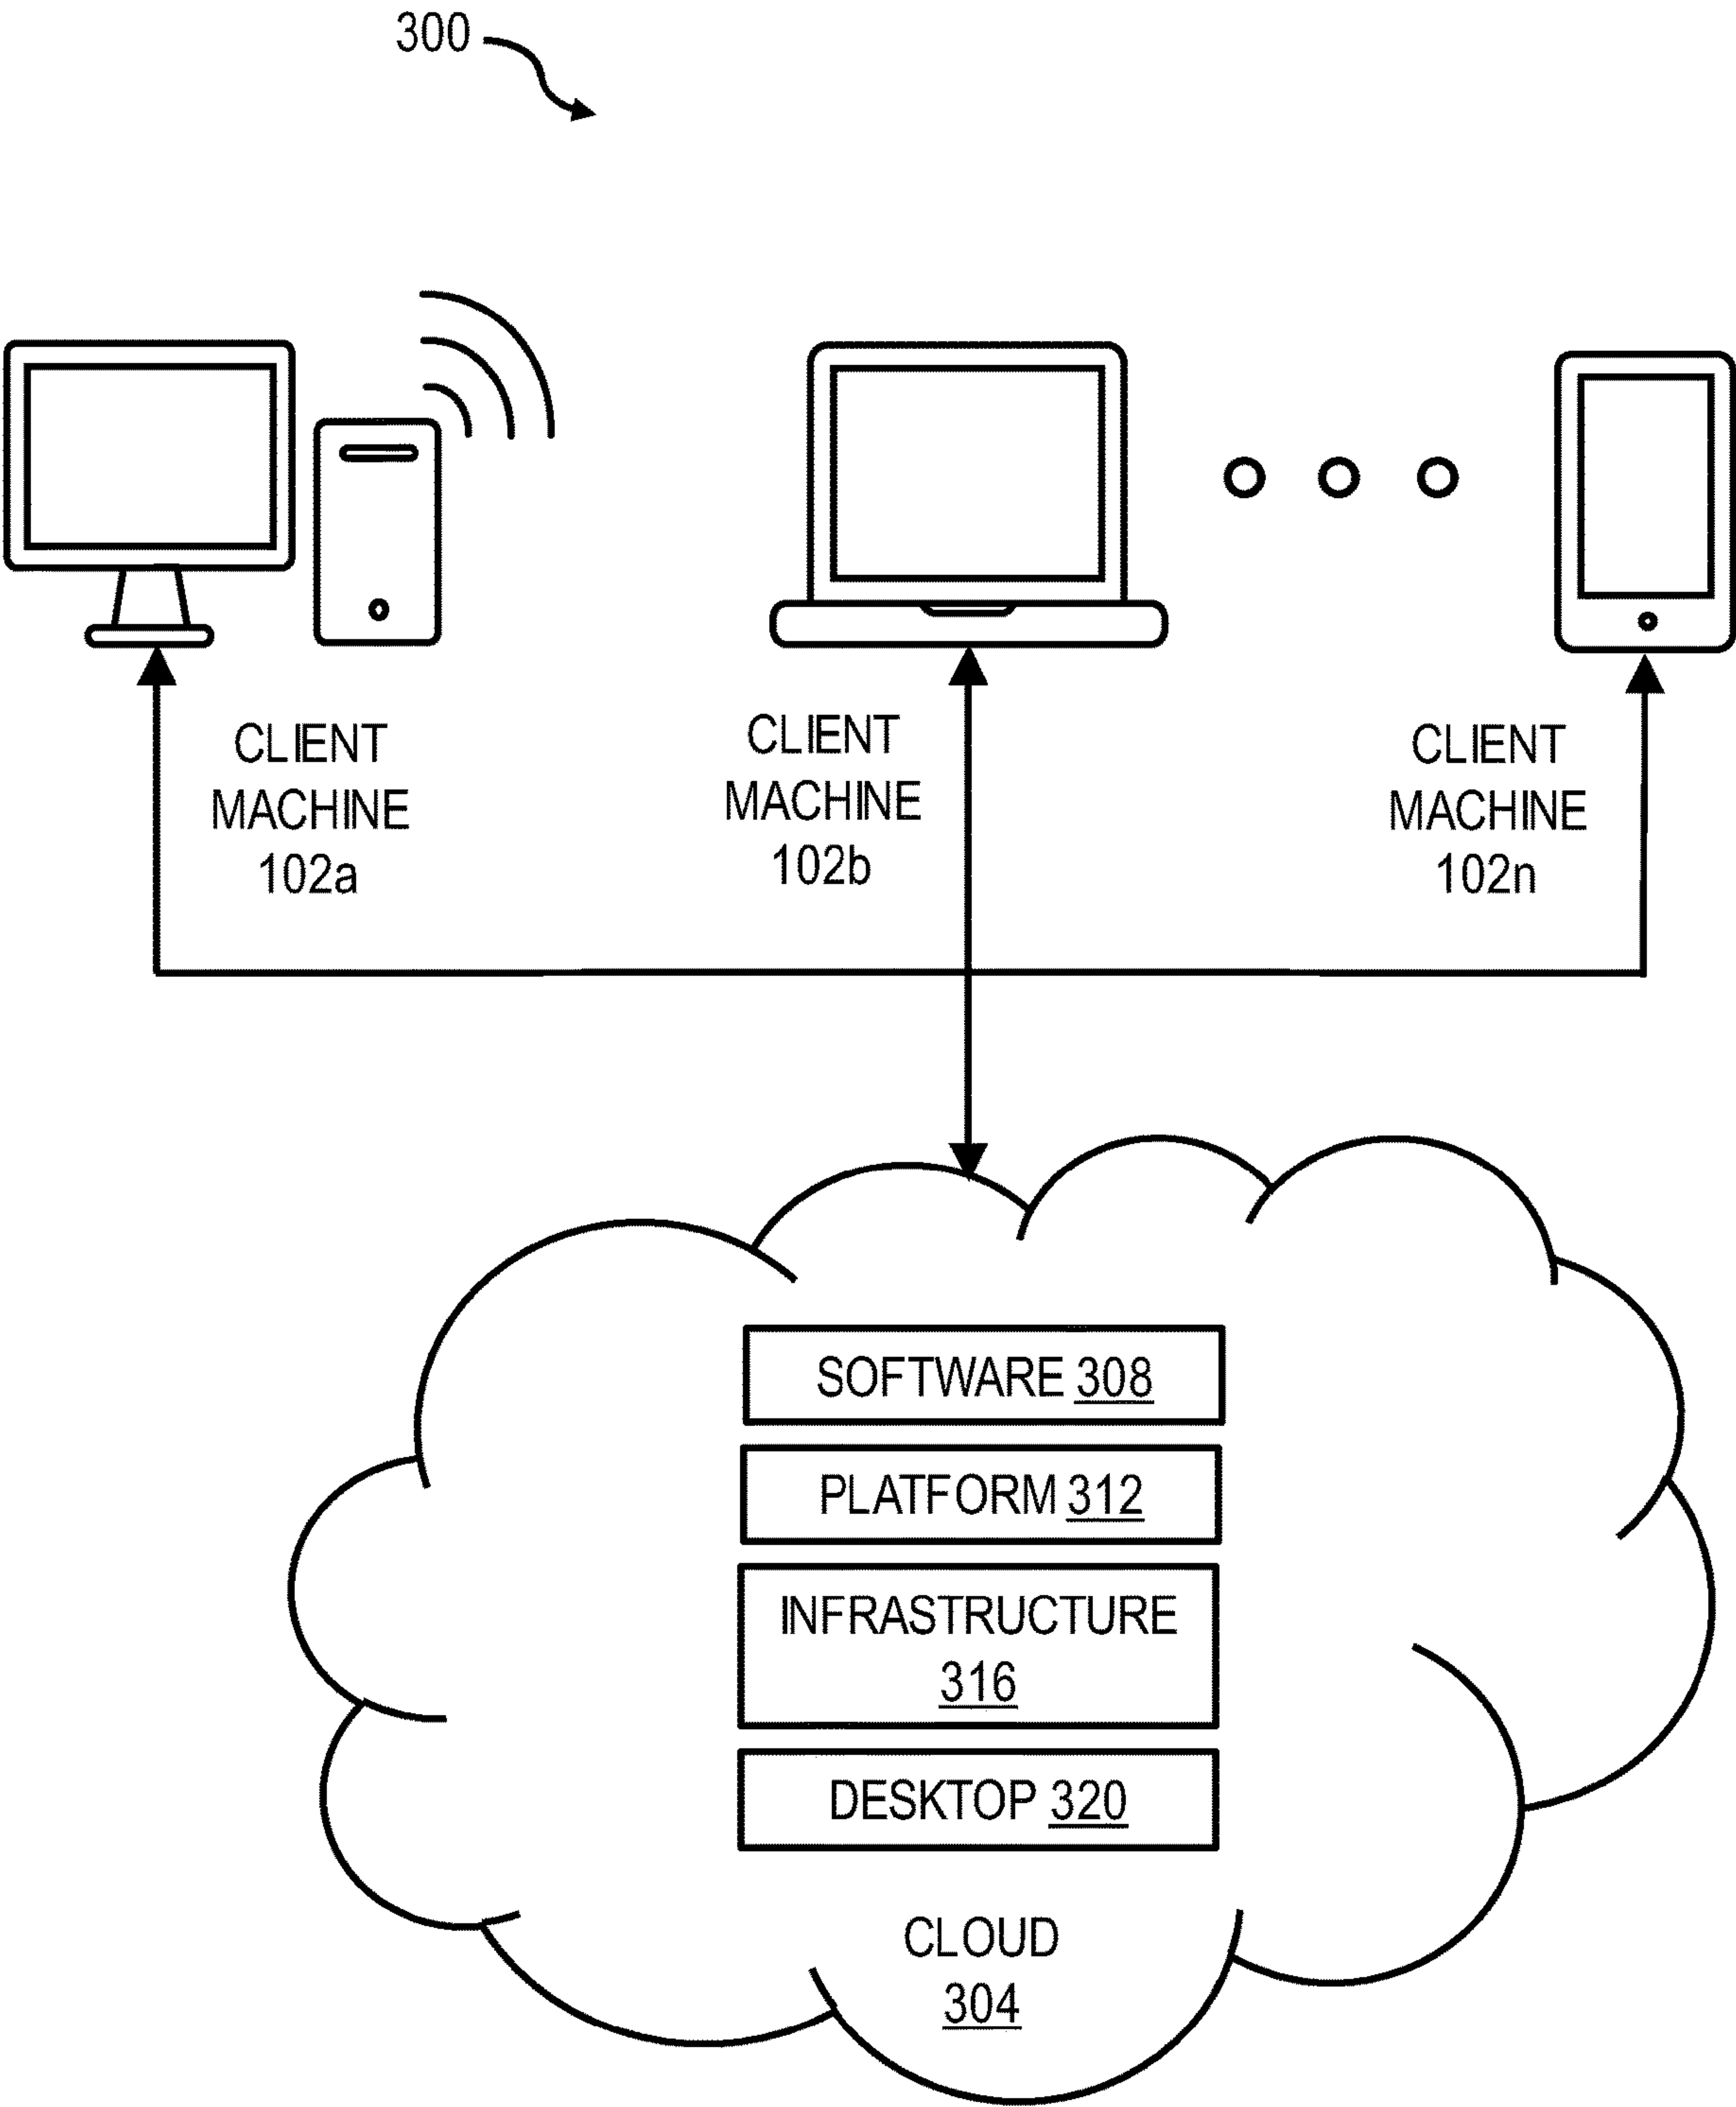 300
CLIENT
MACHINE
102a
CLIENT
MACHINE
102b
CLIENT
MACHINE
102n
SOFTWARE 308
PLATFORM 312
INFRASTRUCTURE
316
DESKTOP 320
CLOUD
304